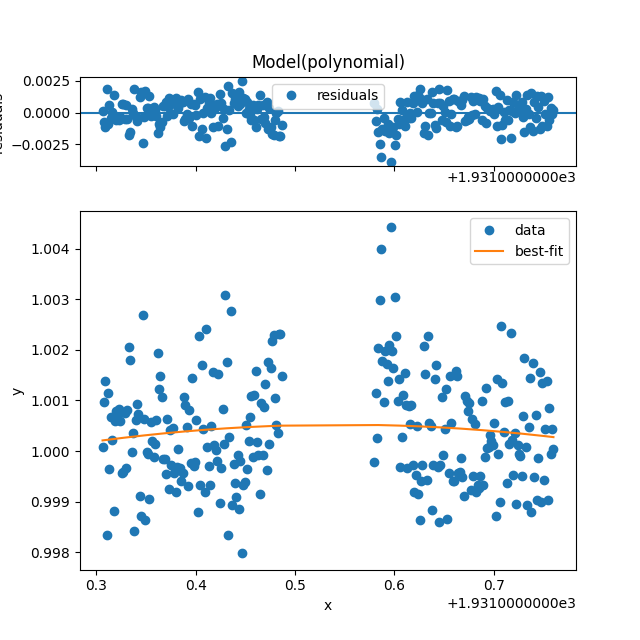 Model(polynomial)
0.0025
0.0000
−0.0025
residuals
residuals
+1.9310000000e3
1.004
1.003
1.002
1.001
1.000
0.999
0.998
y
data
best-fit
0.3 0.4 0.5 0.6 0.7
x
+1.9310000000e3